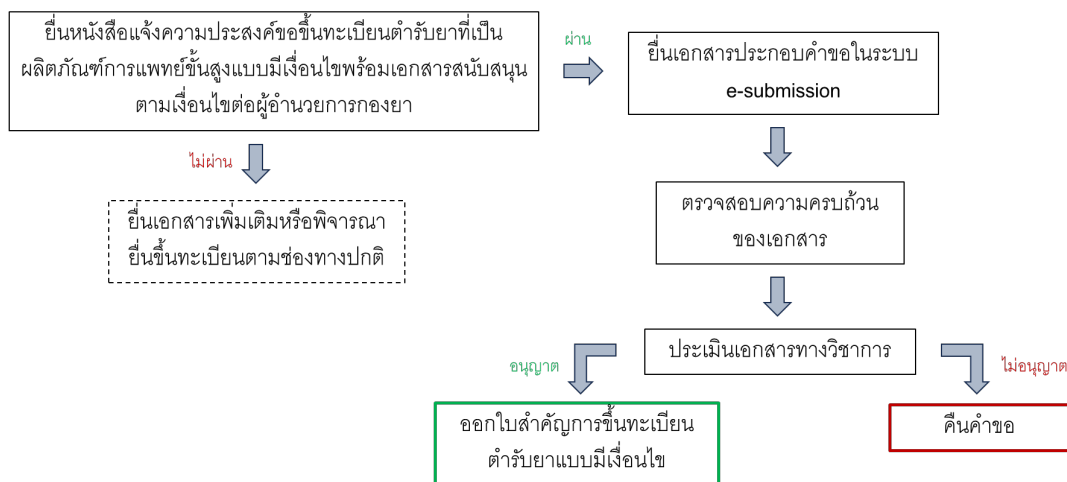 ยื่นหนังสือแจ้งความประสงค์ขอขึ้นทะเบียนตำรับยาที่เป็น
ผลิตภัณฑ์การแพทย์ขั้นสูงแบบมีเงื่อนไขพร้อมเอกสารสนับสนุน
ตามเงื่อนไขต่อผู้อำนวยการกองยา
ผ่าน
ยื่นเอกสารประกอบคำขอในระบบ
e-submission
ไม่ผ่าน
ยื่นเอกสารเพิ่มเติมหรือพิจารณา
ยื่นขึ้นทะเบียนตามช่องทางปกติ
ตรวจสอบความครบถ้วน
ของเอกสาร
ประเมินเอกสารทางวิชาการ
อนุญาต
ไม่อนุญาต
ออกใบสำคัญการขึ้นทะเบียน
ตำรับยาแบบมีเงื่อนไข
คืนคำขอ